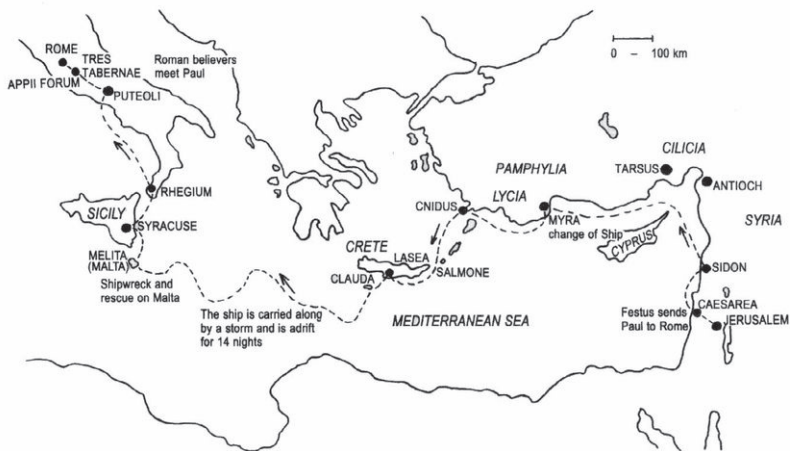 0 – 100 km
ROME
TRES
TABERNAE
APPII FORUM
PUTEOLI
Roman believers
meet Paul
RHEGIUM
SICILY
SYRACUSE
MELITA
(MALTA)
Shipwreck and
rescue on Malta
The ship is carried along
by a storm and is adrift
for 14 nights
CRETE
LASEA
CLAUDA
SALMONE
CNIDUS
MEDITERRANEAN SEA
PAMPHYLIA
LYCIA
MYRA
change of Ship
CILICIA
TARSUS
ANTIOCH
SYRIA
CYPRUS
SIDON
Festus sends
Paul to Rome
CAESAREA
JERUSALEM